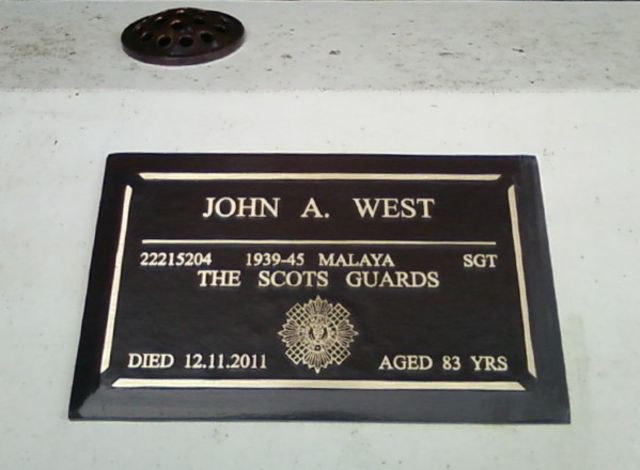 JOHN A. WEST
22215204 1939-45 MALAYA SGT
THE SCOTS GUARDS
DIED 12.11.2011 AGED 83 YRS